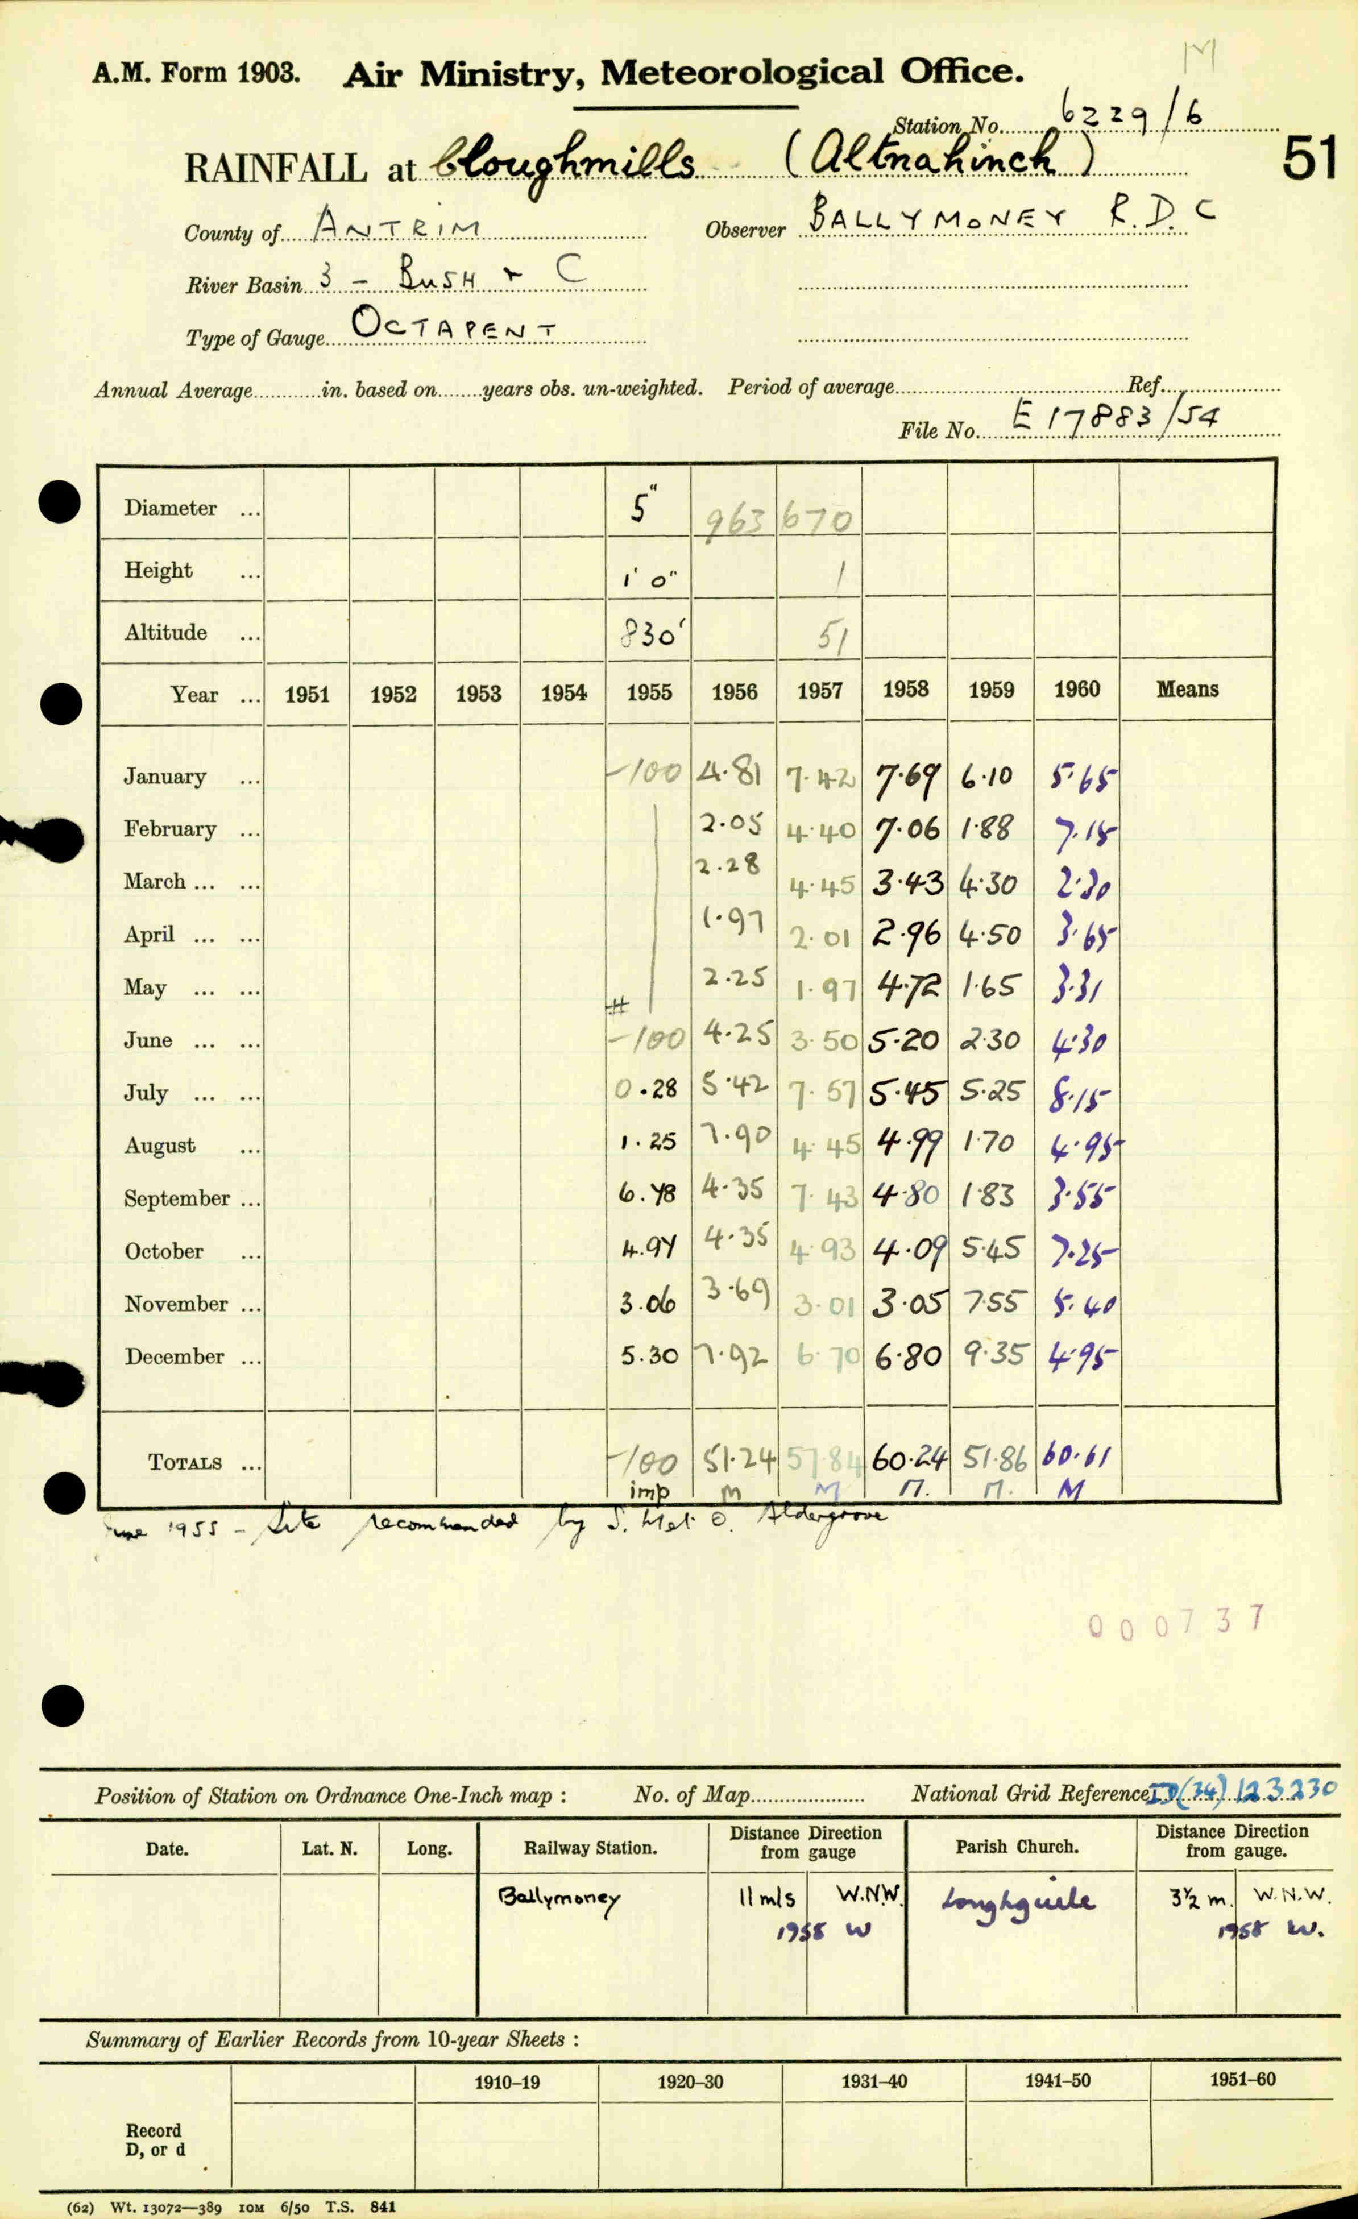 M
A.M. Form 1903. Air Ministry, Meteorological Office.
Station No. 6229/6
RAINFALL at Cloughmills (Altnahinch) 51
County of ANTRIM Observer BALLYMONEY R.D.C
River Basin 3 - BUSH + C
Type of Gauge OCTAPENT
Annual Average in. based on years obs. un-weighted. Period of average Ref.
File No. E 17883/54
Diameter ... 5" 963 670
Height ... 1' 0" 1
Altitude ... 830' 51
Year ... 1951 1952 1953 1954 1955 1956 1957 1958 1959 1960 Means
January ... -100 4.81 7.42 7.69 6.10 5.65
February ... 2.05 4.40 7.06 1.88 7.15
March ... ... 2.28 4.45 3.43 4.30 2.30
April ... ... 1.97 2.01 2.96 4.50 3.65
May ... ... # 2.25 1.97 4.72 1.65 3.31
June ... ... -100 4.25 3.50 5.20 2.30 4.30
July ... ... 0.28 5.42 7.57 5.45 5.25 8.15
August ... 1.25 7.90 4.45 4.99 1.70 4.95
September ... 6.78 4.35 7.43 4.80 1.83 3.55
October ... 4.94 4.35 4.93 4.09 5.45 7.25
November ... 3.06 3.69 3.01 3.05 7.55 5.40
December ... 5.30 7.92 6.70 6.80 9.35 4.95
TOTALS ... -100 51.24 57.84 60.24 51.86 60.61
imp M M M. M. M
June 1955 - Site recommended by S. Met O. Aldergrove
000737
Position of Station on Ordnance One-Inch map : No. of Map National Grid Reference (34) 123230
Date. Lat. N. Long. Railway Station. Distance Direction from gauge Parish Church. Distance Direction from gauge.
Ballymoney 11 mls W.N.W. Loughguile 3½ m. W.N.W.
1958 W 1958 W.
Summary of Earlier Records from 10-year Sheets :
1910–19 1920–30 1931–40 1941–50 1951–60
Record
D, or d
(62) Wt. 13072—389 10M 6/50 T.S. 841